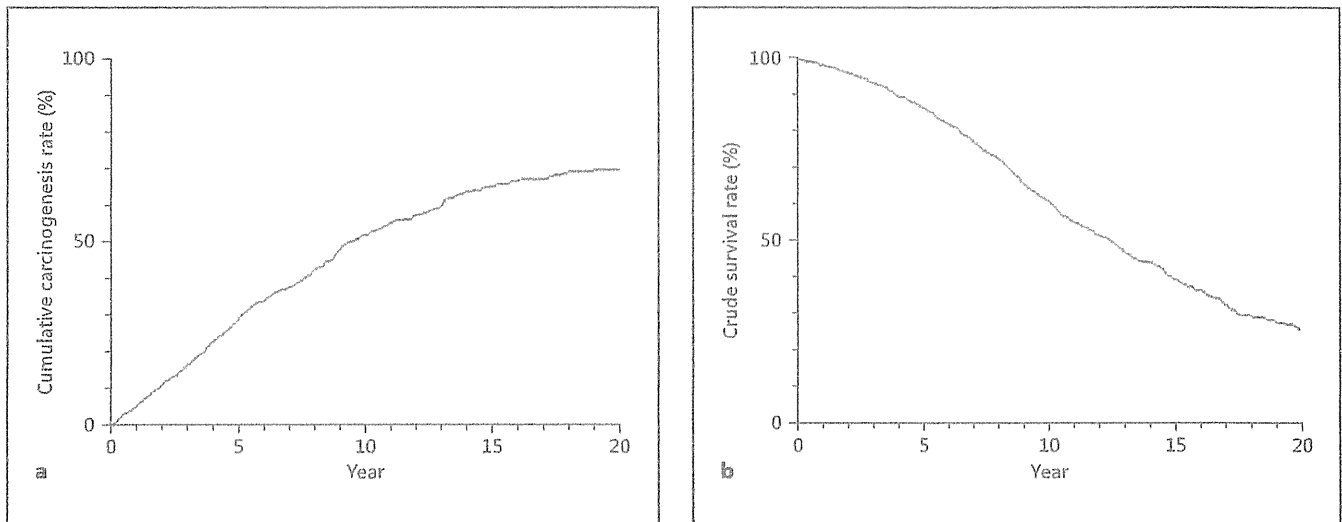 Cumulative carcinogenesis rate (%)
100
50
0
0 5 10 15 20
Year
a
Crude survival rate (%)
100
50
0
0 5 10 15 20
Year
b